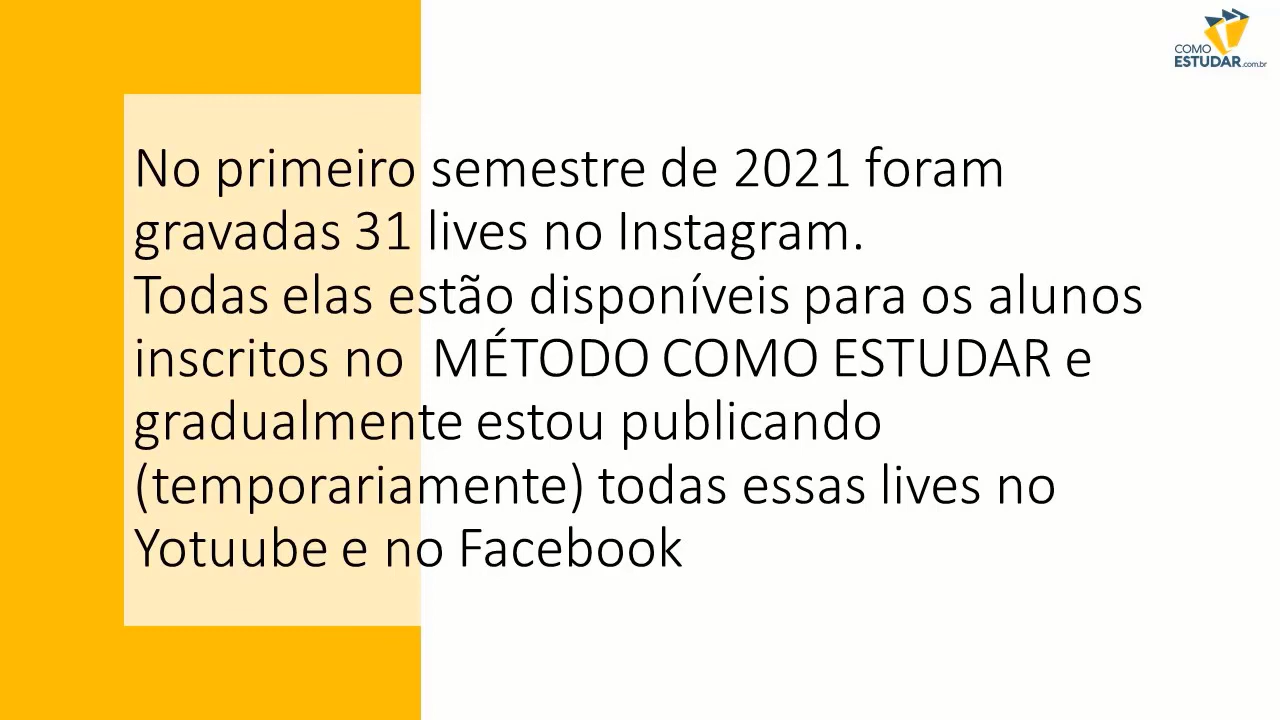 COMO
ESTUDAR.com.br
No primeiro semestre de 2021 foram
gravadas 31 lives no Instagram.
Todas elas estão disponíveis para os alunos
inscritos no  MÉTODO COMO ESTUDAR e
gradualmente estou publicando
(temporariamente) todas essas lives no
Yotuube e no Facebook